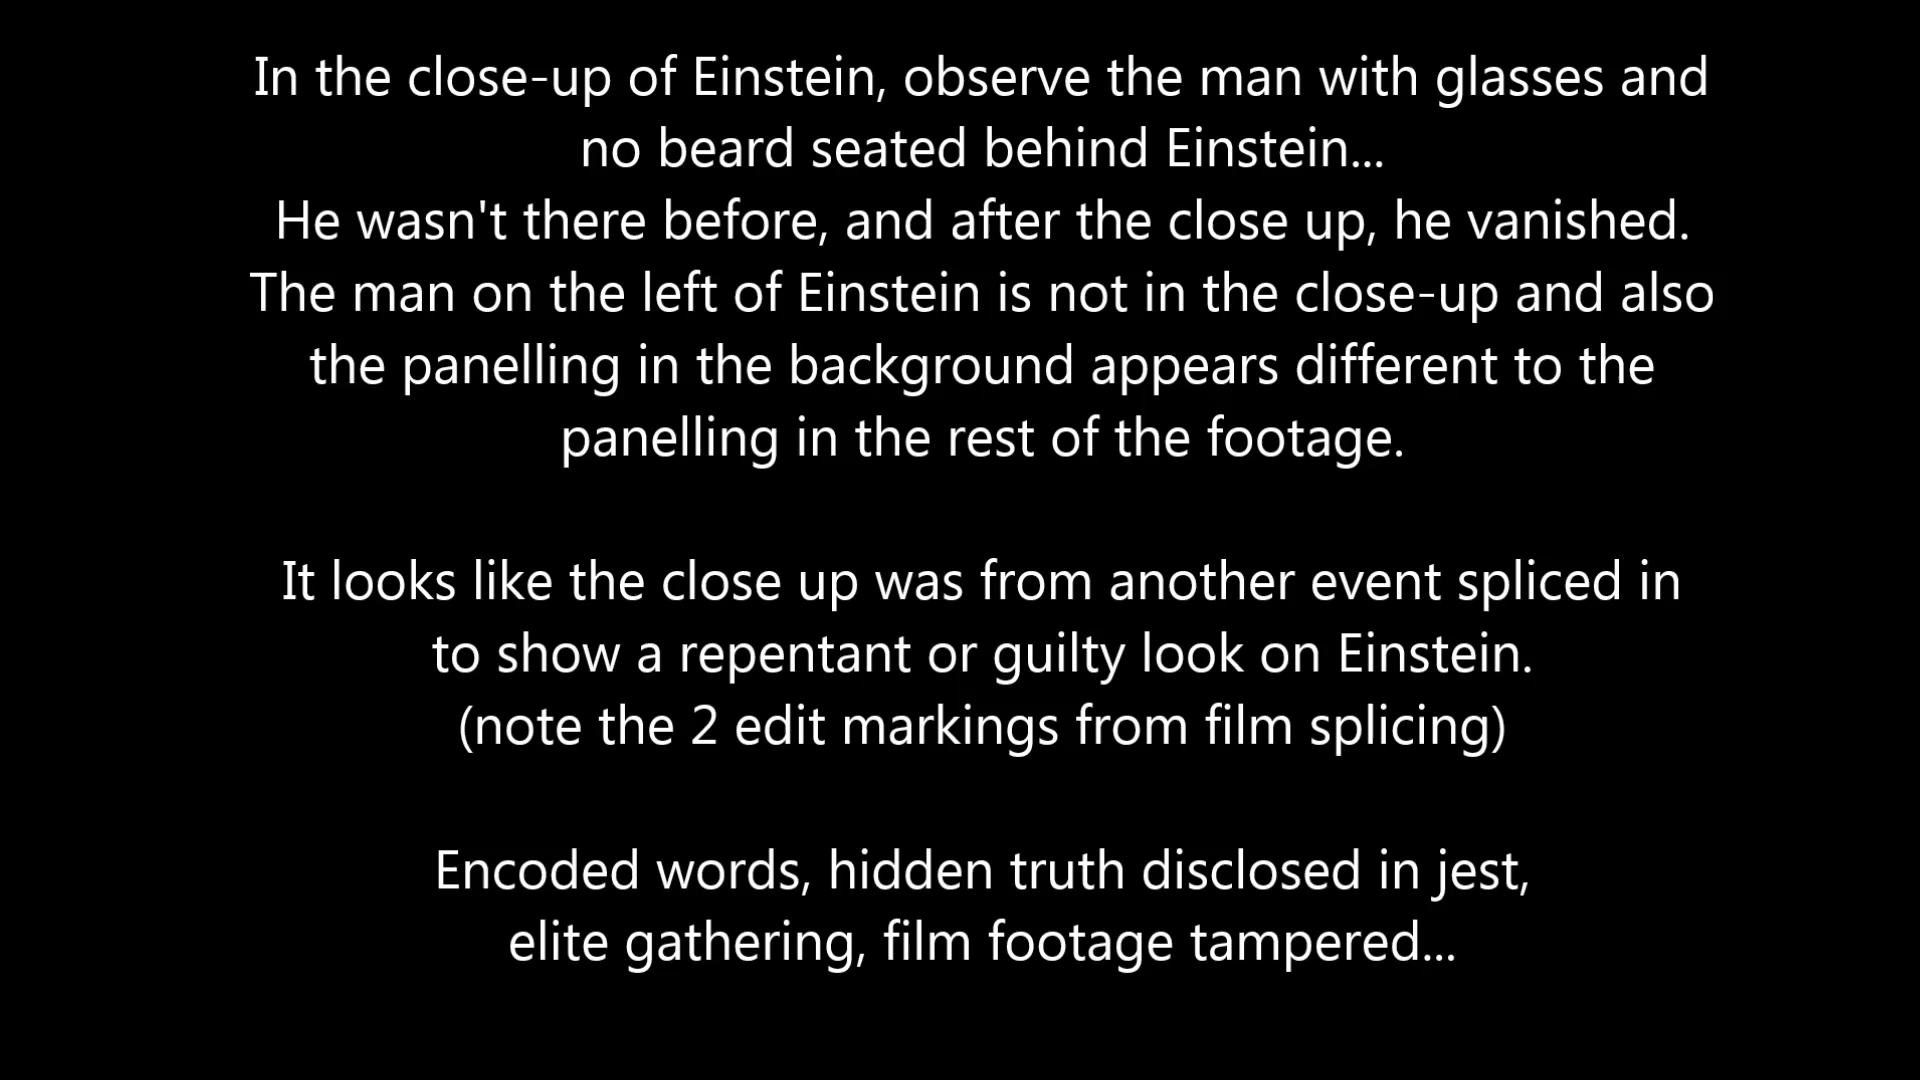 In the close-up of Einstein, observe the man with glasses and
no beard seated behind Einstein...
He wasn't there before, and after the close up, he vanished.
The man on the left of Einstein is not in the close-up and also
the panelling in the background appears different to the
panelling in the rest of the footage.
It looks like the close up was from another event spliced in
to show a repentant or guilty look on Einstein.
(note the 2 edit markings from film splicing)
Encoded words, hidden truth disclosed in jest,
elite gathering, film footage tampered...